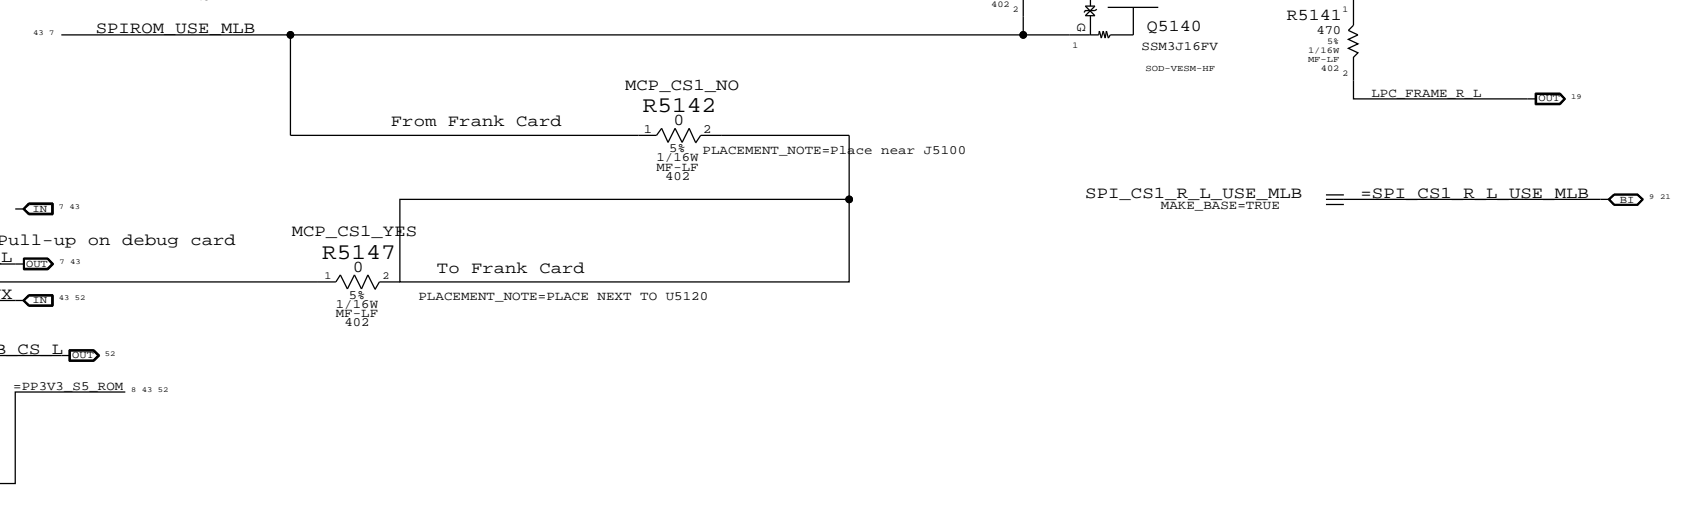 402 2
43 7 SPIROM_USE_MLB
G
1
Q5140
SSM3J16FV
SOD-VESM-HF
R5141 1
470
5%
1/16W
MF-LF
402 2
LPC_FRAME_R_L OUT 19
MCP_CS1_NO
R5142
0
From Frank Card
1 2
5%
1/16W
MF-LF
402
PLACEMENT_NOTE=Place near J5100
SPI_CS1_R_L_USE_MLB
MAKE_BASE=TRUE
=SPI_CS1_R_L_USE_MLB BI 9 21
IN 7 43
Pull-up on debug card
L OUT 7 43
MCP_CS1_YES
R5147
0
1 2
To Frank Card
5%
1/16W
MF-LF
402
PLACEMENT_NOTE=PLACE NEXT TO U5120
X IN 43 52
B_CS_L OUT 52
=PP3V3_S5_ROM 8 43 52